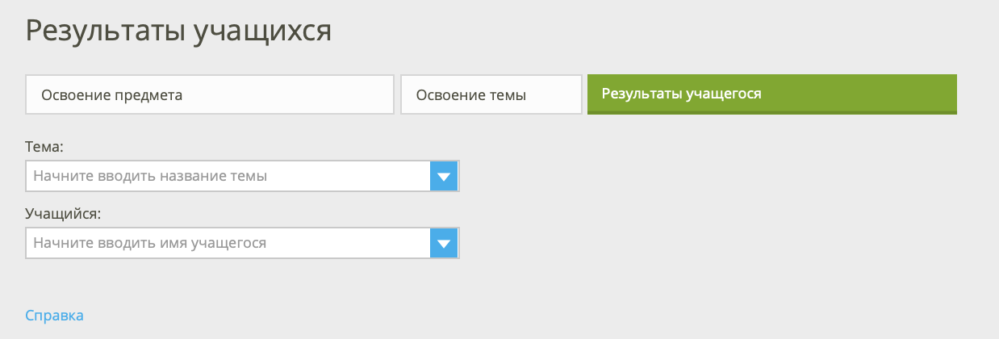 Результаты учащихся
Освоение предмета
Освоение темы
Результаты учащегося
Тема:
Начните вводить название темы
Учащийся:
Начните вводить имя учащегося
Справка